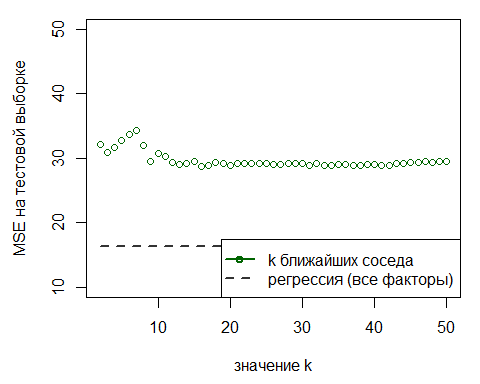 MSE на тестовой выборке
50
40
30
20
10
k ближайших соседа
регрессия (все факторы)
10 20 30 40 50
значение k